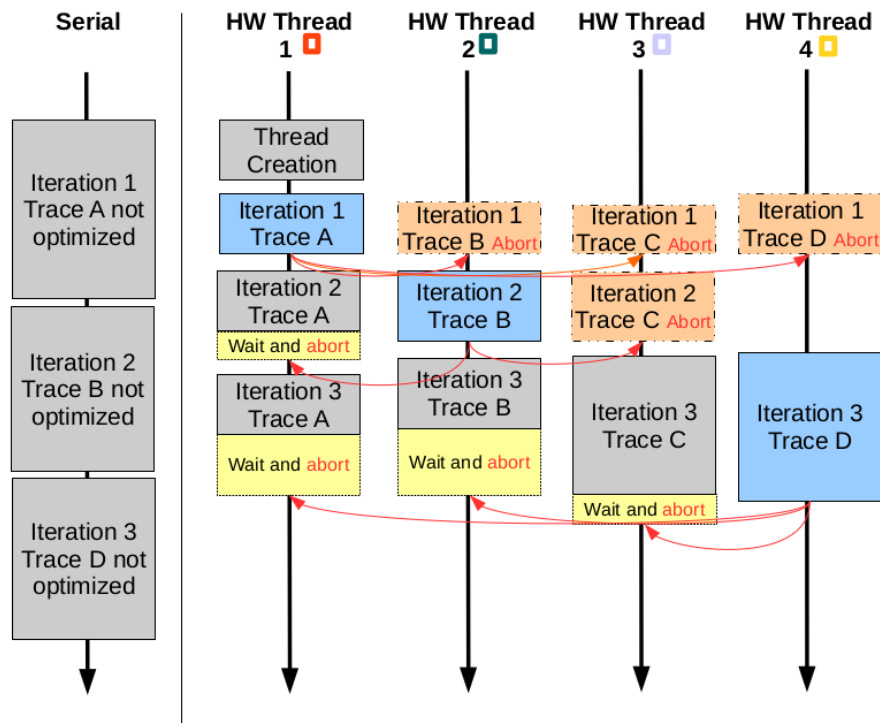 Serial
HW Thread
1
HW Thread
2
HW Thread
3
HW Thread
4
Iteration 1
Trace A not
optimized
Iteration 2
Trace B not
optimized
Iteration 3
Trace D not
optimized
Thread
Creation
Iteration 1
Trace A
Iteration 2
Trace A
Wait and abort
Iteration 3
Trace A
Wait and abort
Iteration 1
Trace B Abort
Iteration 2
Trace B
Iteration 3
Trace B
Wait and abort
Iteration 1
Trace C Abort
Iteration 2
Trace C Abort
Iteration 3
Trace C
Wait and abort
Iteration 1
Trace D Abort
Iteration 3
Trace D